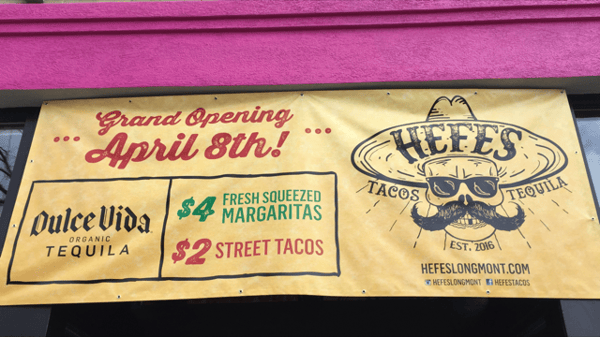 Grand Opening
April 8th!
Dulce Vida
ORGANIC
TEQUILA
$4 FRESH SQUEEZED
MARGARITAS
$2 STREET TACOS
HEFES
TACOS TEQUILA
EST. 2016
HEFESLONGMONT.COM
HEFESLONGMONT HEFESTACOS